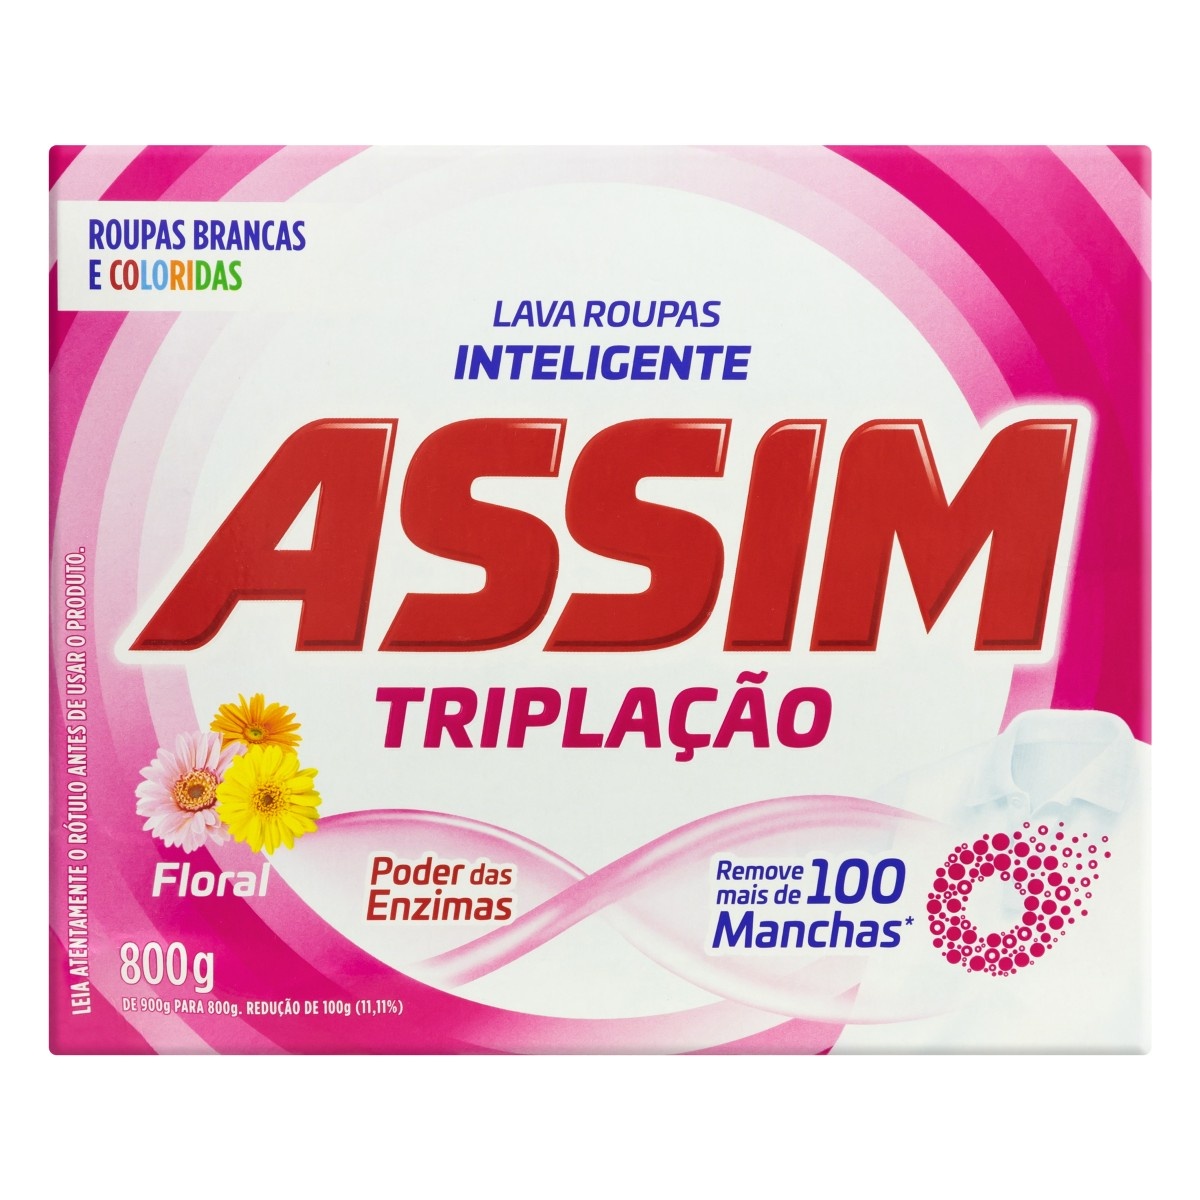 ROUPAS BRANCAS
E COLORIDAS
LAVA ROUPAS
INTELIGENTE
ASSIM
TRIPLAÇÃO
Floral
Poder das
Enzimas
Remove
mais de 100
Manchas*
800g
DE 900g PARA 800g. REDUÇÃO DE 100g (11,11%)
LEIA ATENTAMENTE O RÓTULO ANTES DE USAR O PRODUTO.